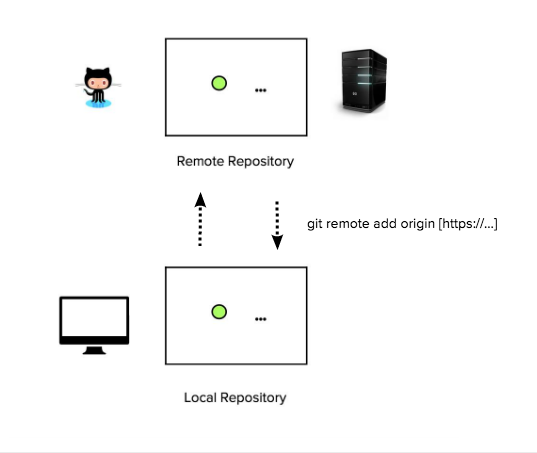 ...
Remote Repository
git remote add origin [https://...]
...
Local Repository